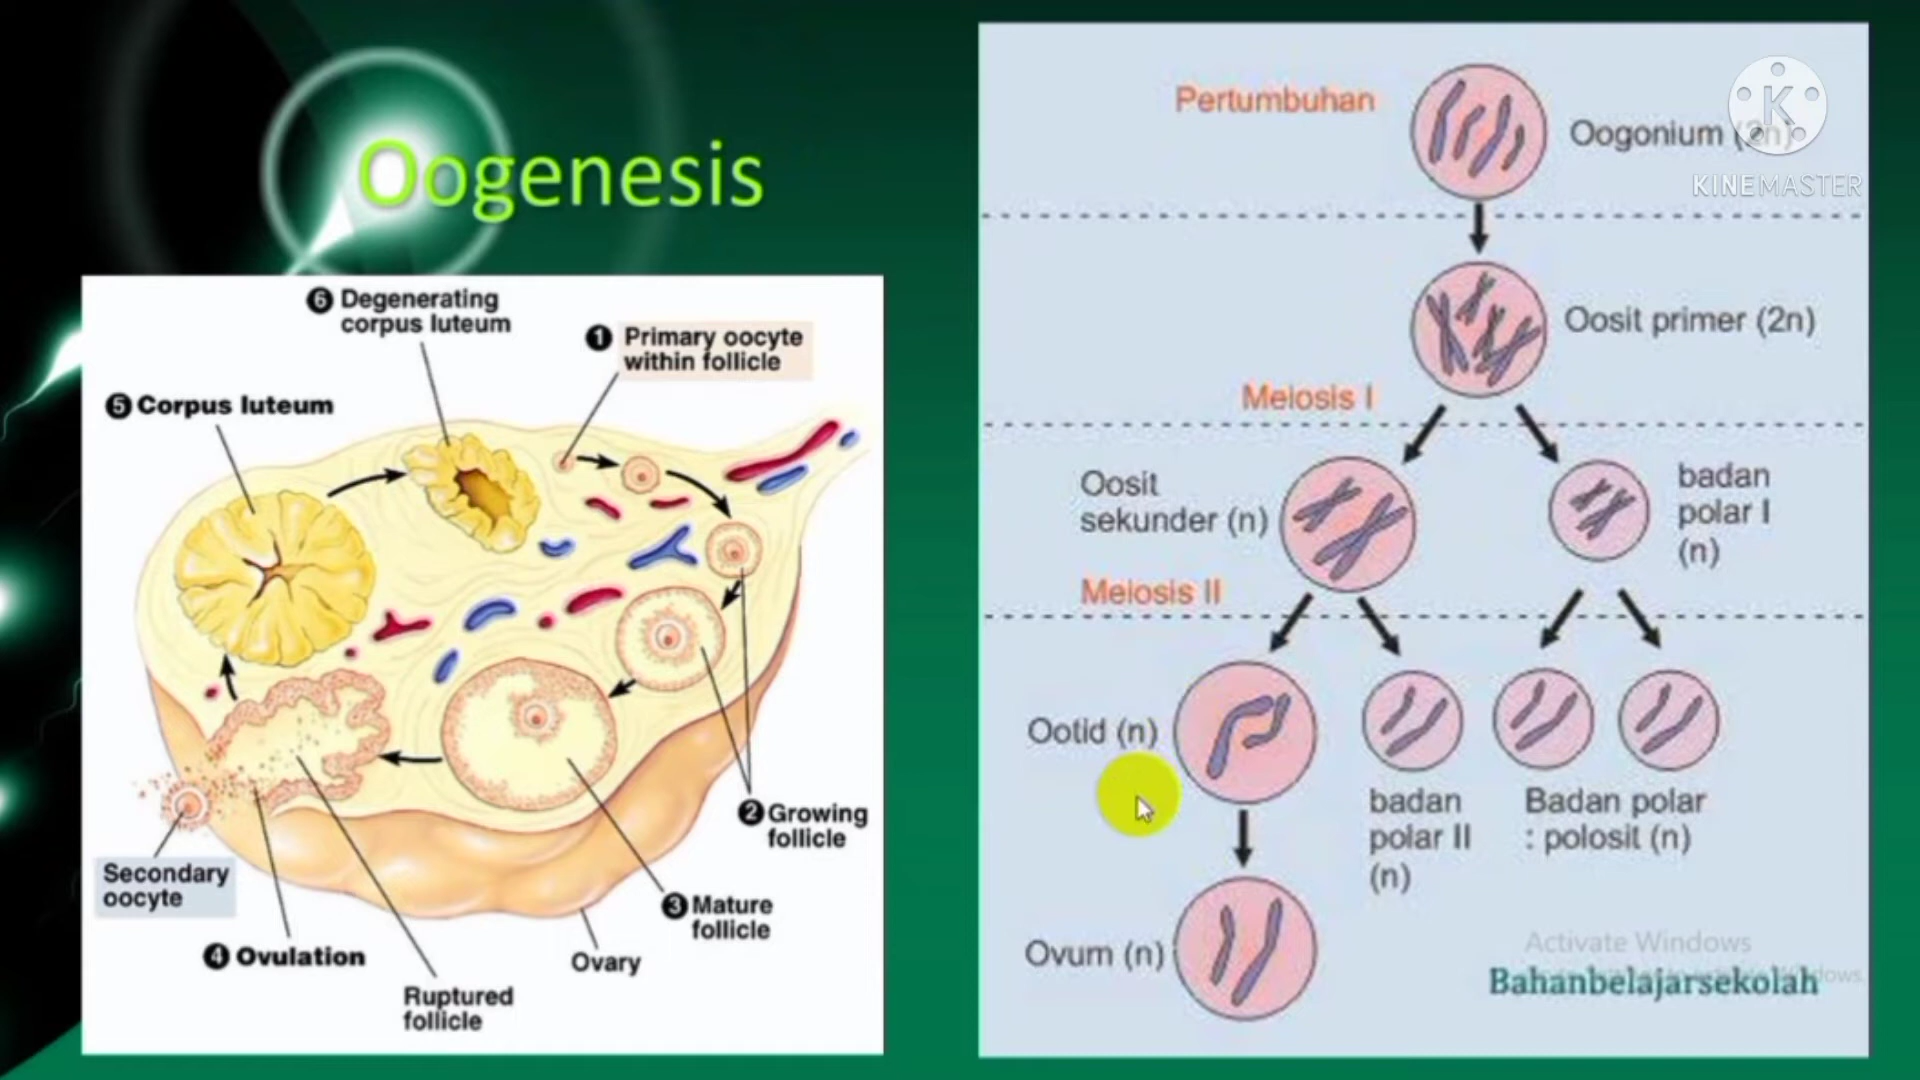 Oogenesis
6 Degenerating
corpus luteum
1 Primary oocyte
within follicle
5 Corpus luteum
2 Growing
follicle
Secondary
oocyte
3 Mature
follicle
4 Ovulation
Ovary
Ruptured
follicle
Pertumbuhan
Oogonium (2n)
K
KINEMASTER
Oosit primer (2n)
Meiosis I
Oosit
sekunder (n)
badan
polar I
(n)
Meiosis II
Ootid (n)
badan
polar II
(n)
Badan polar
: polosit (n)
Ovum (n)
Activate Windows
Bahanbelajarsekolah